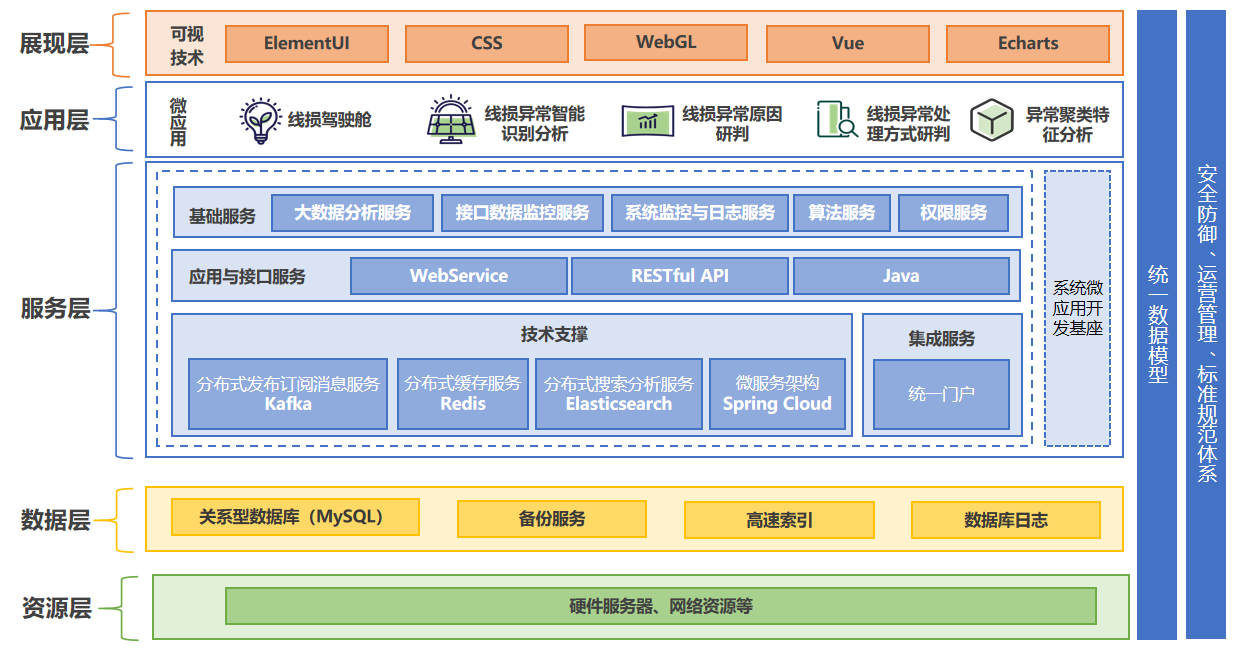 展现层
可视
技术
ElementUI
CSS
WebGL
Vue
Echarts
应用层
微
应
用
线损驾驶舱
线损异常智能
识别分析
线损异常原因
研判
线损异常处
理方式研判
异常聚类特
征分析
服务层
基础服务
大数据分析服务
接口数据监控服务
系统监控与日志服务
算法服务
权限服务
应用与接口服务
WebService
RESTful API
Java
技术支撑
分布式发布订阅消息服务
Kafka
分布式缓存服务
Redis
分布式搜索分析服务
Elasticsearch
微服务架构
Spring Cloud
集成服务
统一门户
系统微
应用开
发基座
数据层
关系型数据库（MySQL）
备份服务
高速索引
数据库日志
资源层
硬件服务器、网络资源等
统一数据模型
安全防御、运营管理、标准规范体系